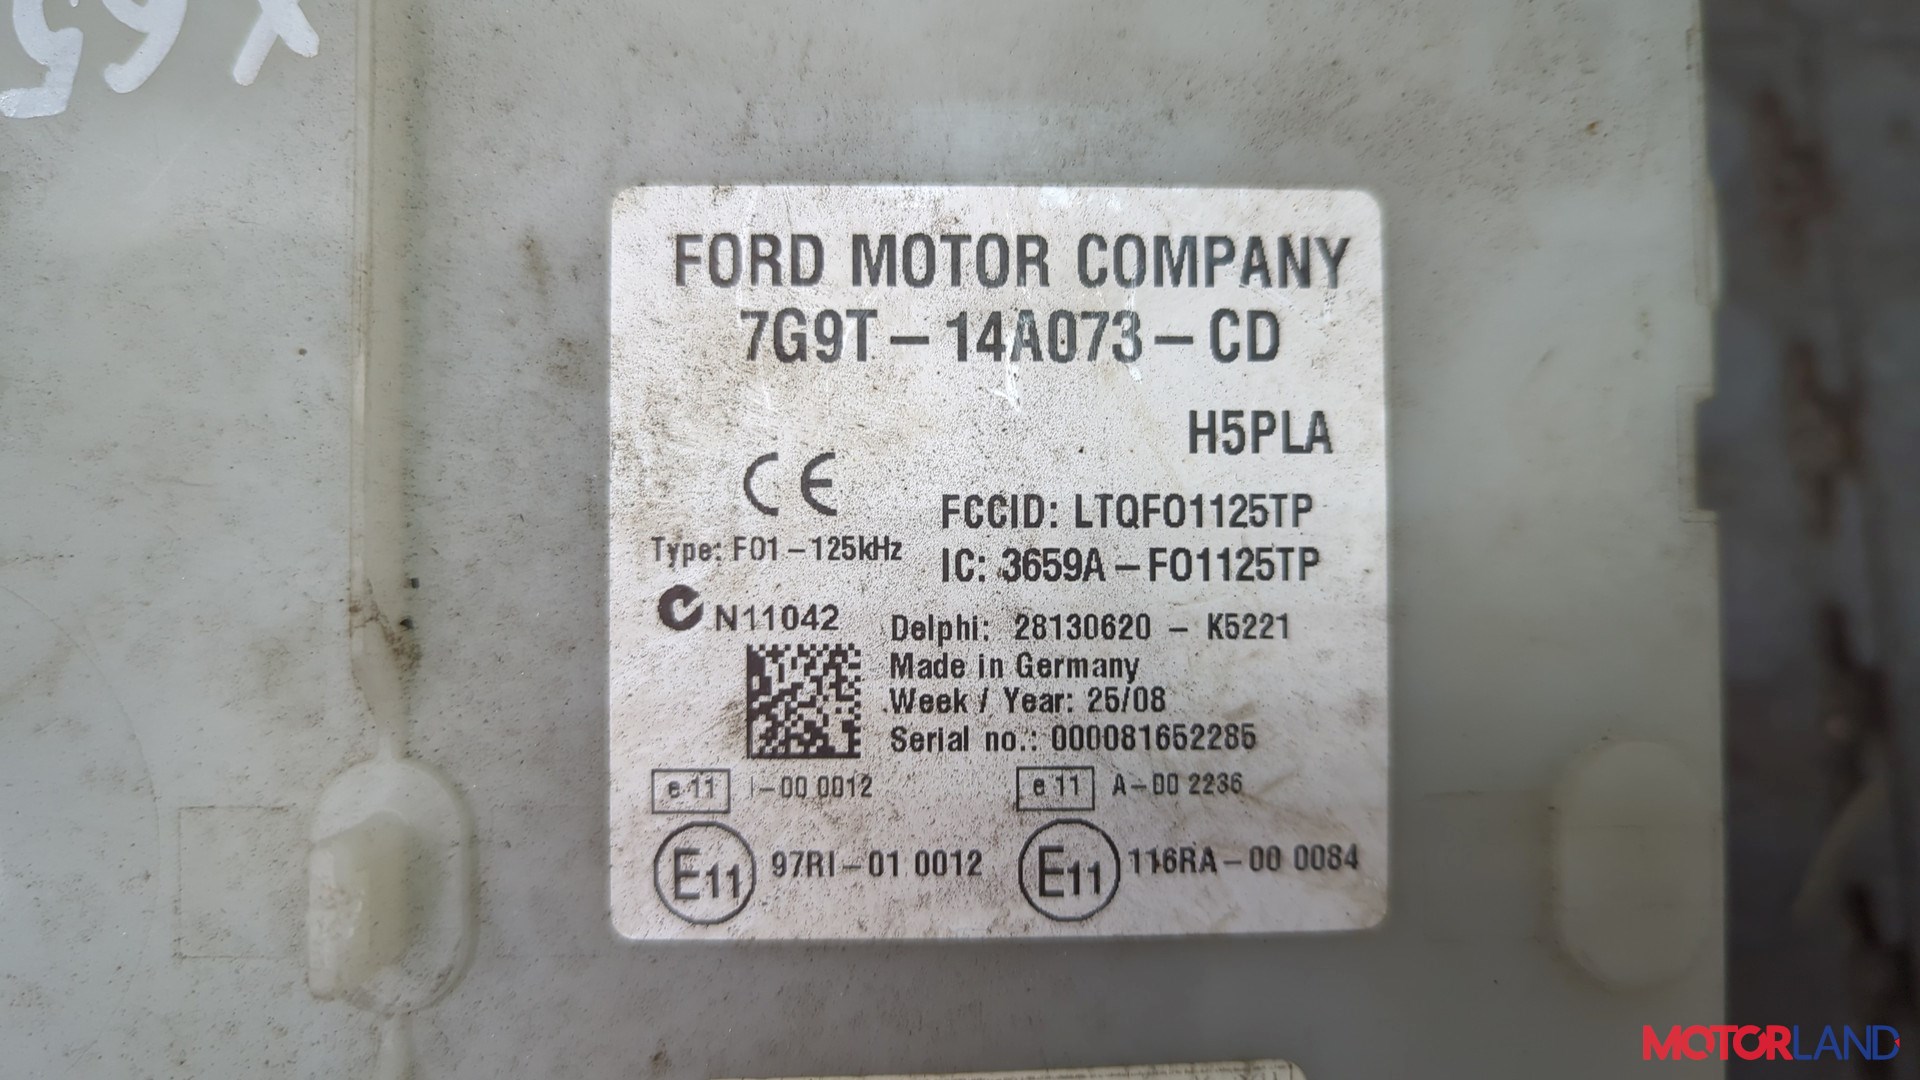 FORD MOTOR COMPANY
7G9T - 14A073 - CD
H5PLA
CE
FCCID: LTQFO1125TP
Type: FO1 - 125kHz
IC: 3659A - FO1125TP
N11042
Delphi: 28130620 - K5221
Made in Germany
Week / Year: 25/08
Serial no.: 000081652285
e 11 I-00 0012
e 11 A-00 2236
E11 97RI-01 0012
E11 116RA-00 0084
MOTORLAND